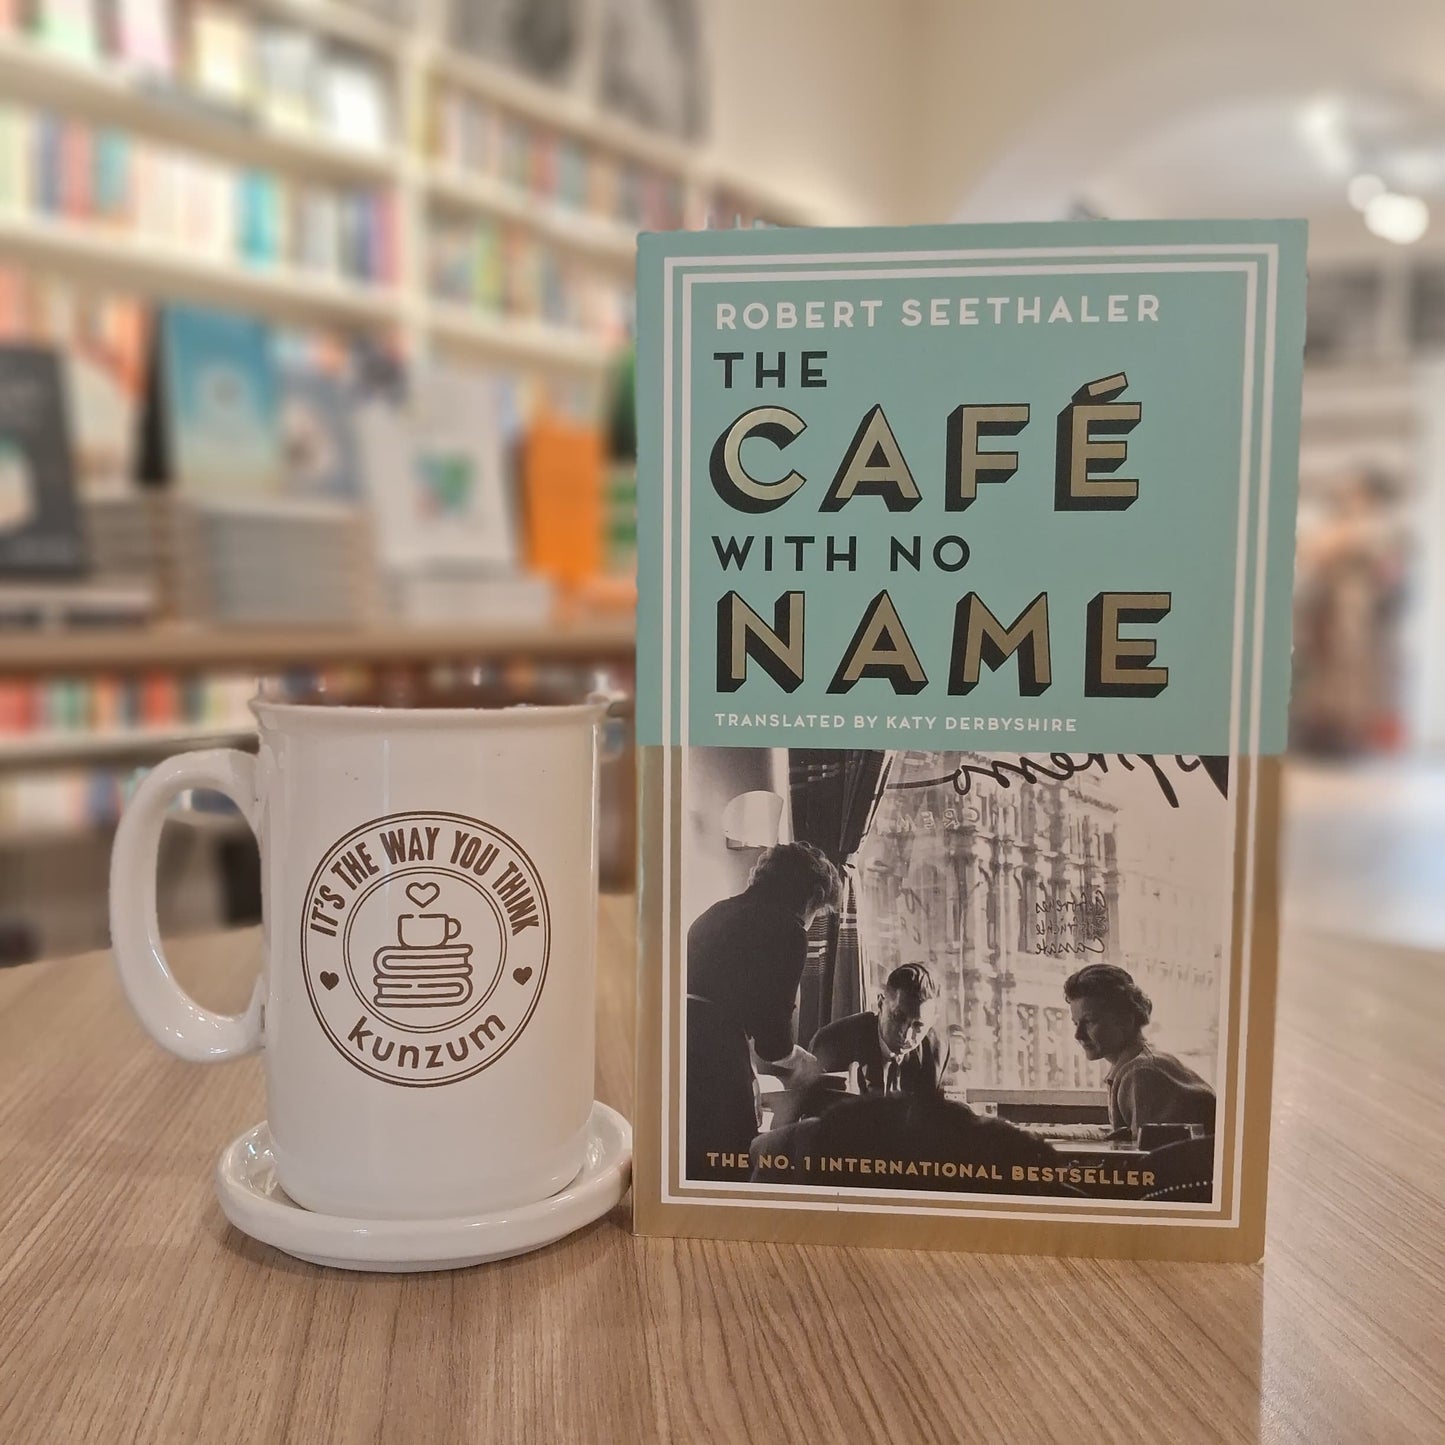 IT'S THE WAY YOU THINK
kunzum
ROBERT SEETHALER
THE
CAFÉ
WITH NO
NAME
TRANSLATED BY KATY DERBYSHIRE
THE NO. 1 INTERNATIONAL BESTSELLER